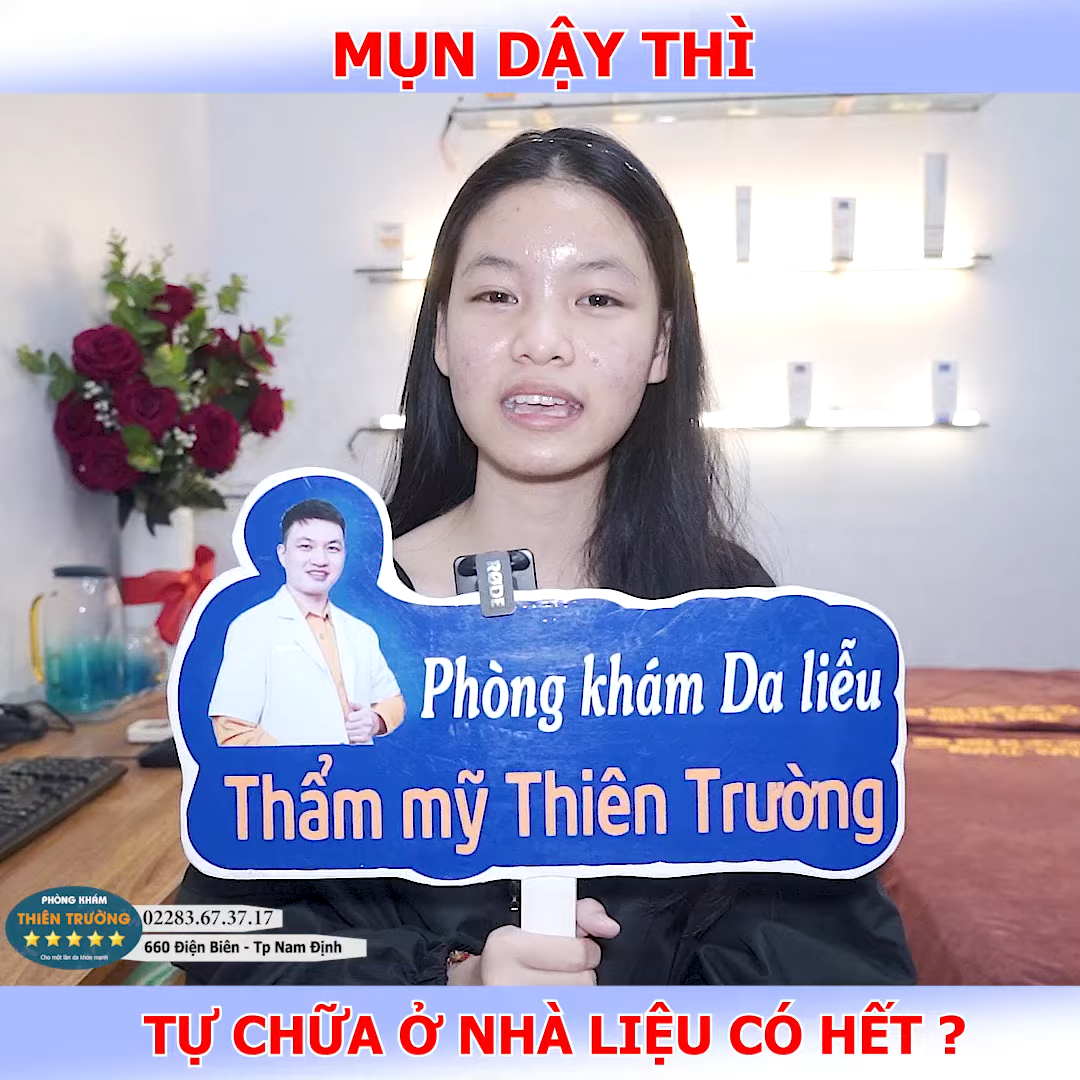 MỤN DẬY THÌ
RØDE
Phòng khám Da liễu
Thẩm mỹ Thiên Trường
PHÒNG KHÁM
THIÊN TRƯỜNG
Cho một làn da khỏe mạnh
02283.67.37.17
660 Điện Biên - Tp Nam Định
TỰ CHỮA Ở NHÀ LIỆU CÓ HẾT ?